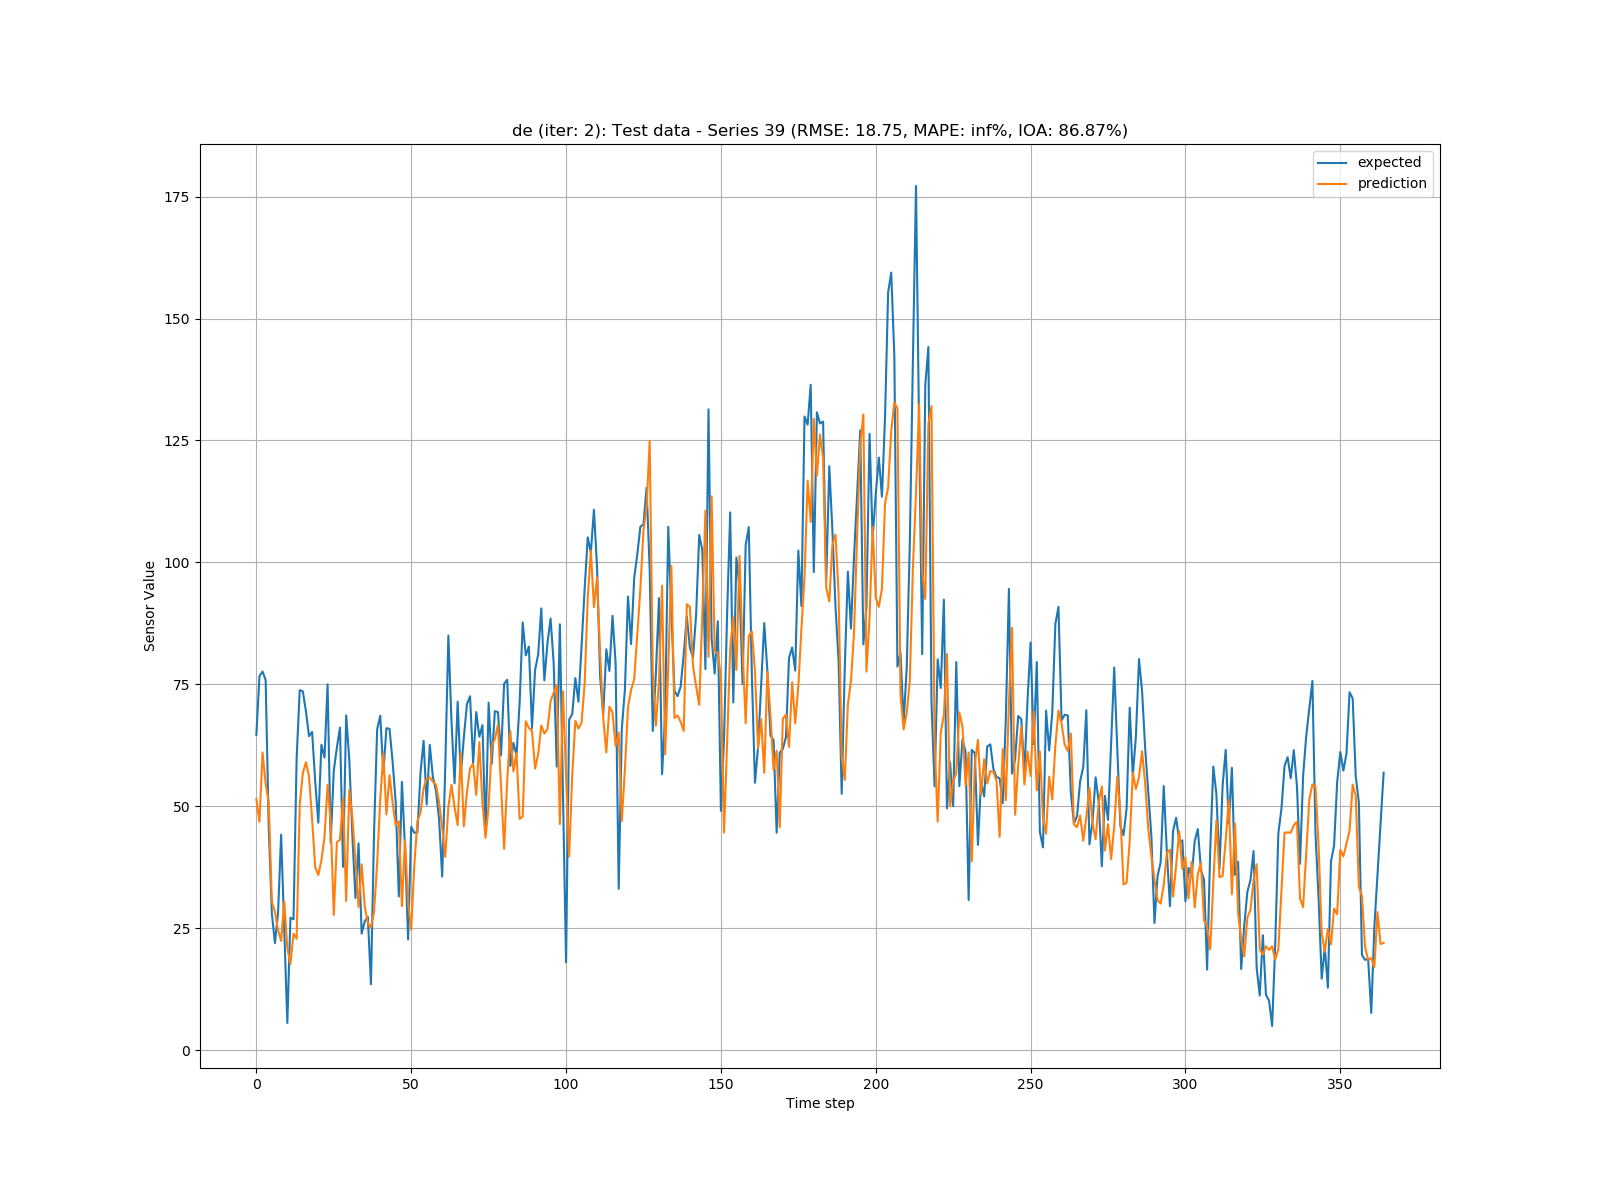 de (iter: 2): Test data - Series 39 (RMSE: 18.75, MAPE: inf%, IOA: 86.87%)
expected
prediction
175
150
125
100
75
50
25
0
Sensor Value
0 50 100 150 200 250 300 350
Time step